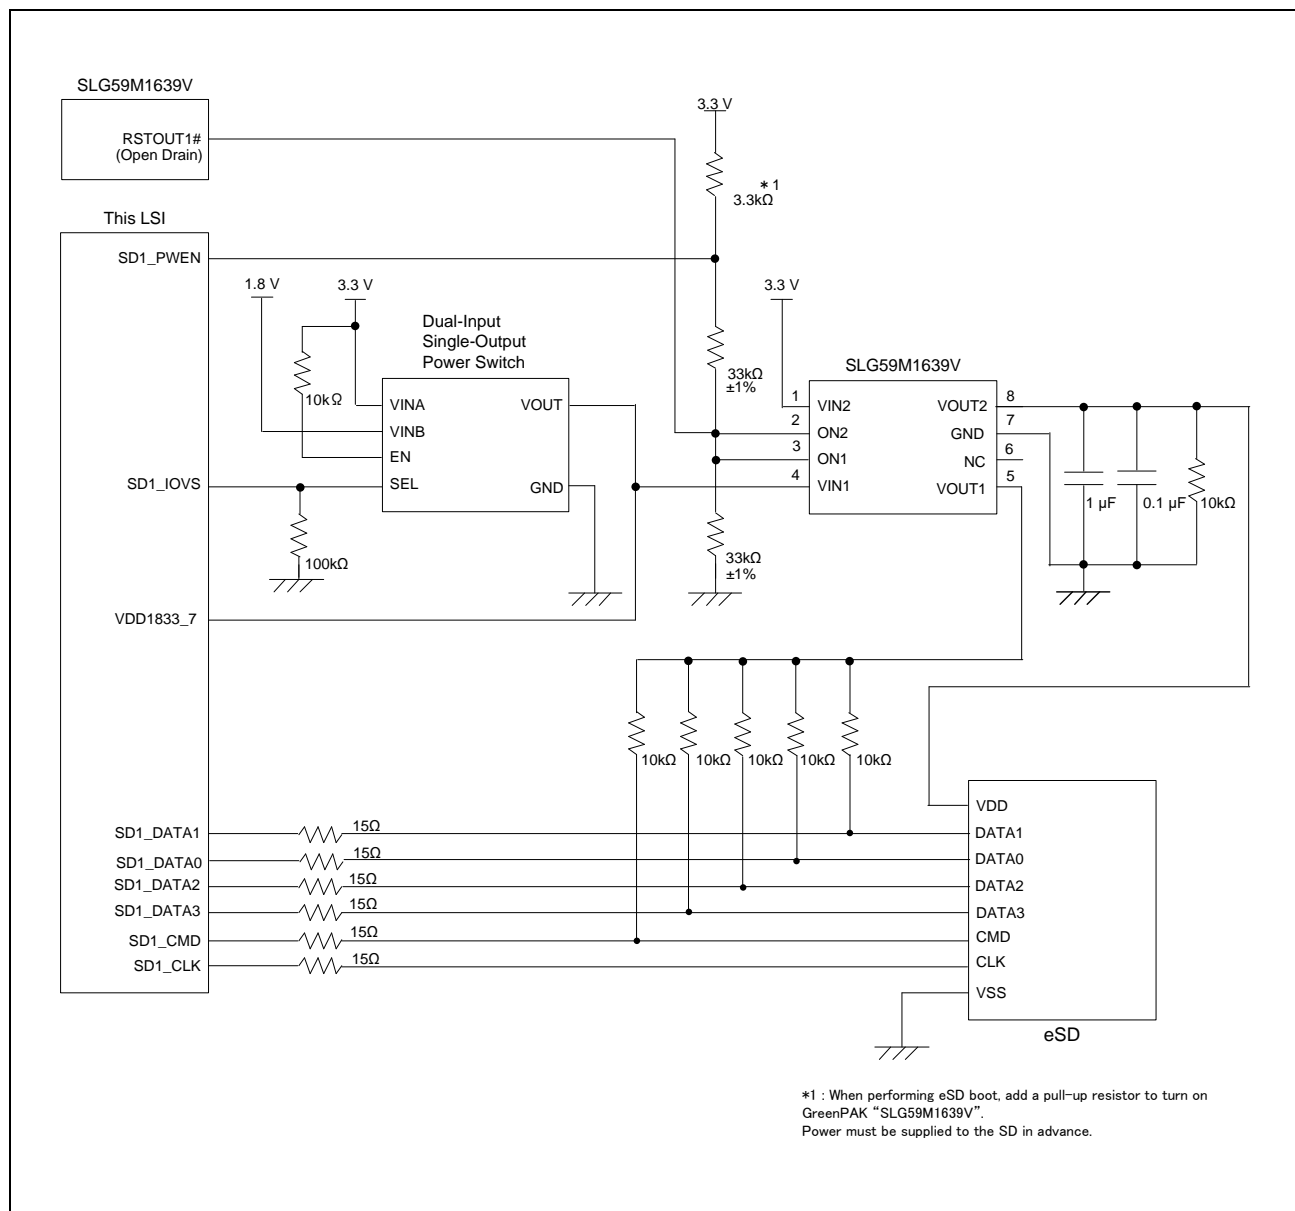 SLG59M1639V
RSTOUT1#
(Open Drain)
3.3 V
*1
3.3kΩ
This LSI
SD1_PWEN
1.8 V
3.3 V
3.3 V
Dual-Input
Single-Output
Power Switch
10kΩ
VINA
VINB
EN
SEL
VOUT
GND
33kΩ
±1%
SLG59M1639V
1
2
3
4
VIN2
ON2
ON1
VIN1
VOUT2
GND
NC
VOUT1
8
7
6
5
1 µF
0.1 µF
10kΩ
SD1_IOVS
100kΩ
33kΩ
±1%
VDD1833_7
10kΩ
10kΩ
10kΩ
10kΩ
10kΩ
SD1_DATA1
15Ω
SD1_DATA0
15Ω
SD1_DATA2
15Ω
SD1_DATA3
15Ω
SD1_CMD
15Ω
SD1_CLK
15Ω
VDD
DATA1
DATA0
DATA2
DATA3
CMD
CLK
VSS
eSD
*1 : When performing eSD boot, add a pull-up resistor to turn on
GreenPAK “SLG59M1639V”.
Power must be supplied to the SD in advance.